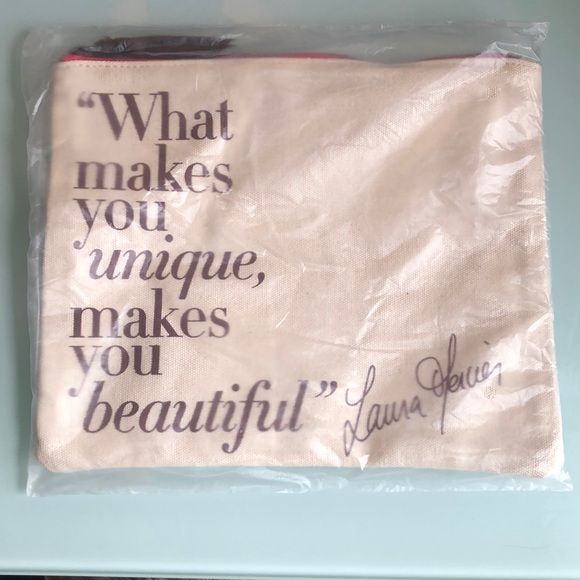 “What
makes
you
unique,
makes
you
beautiful”
Laura Mercier